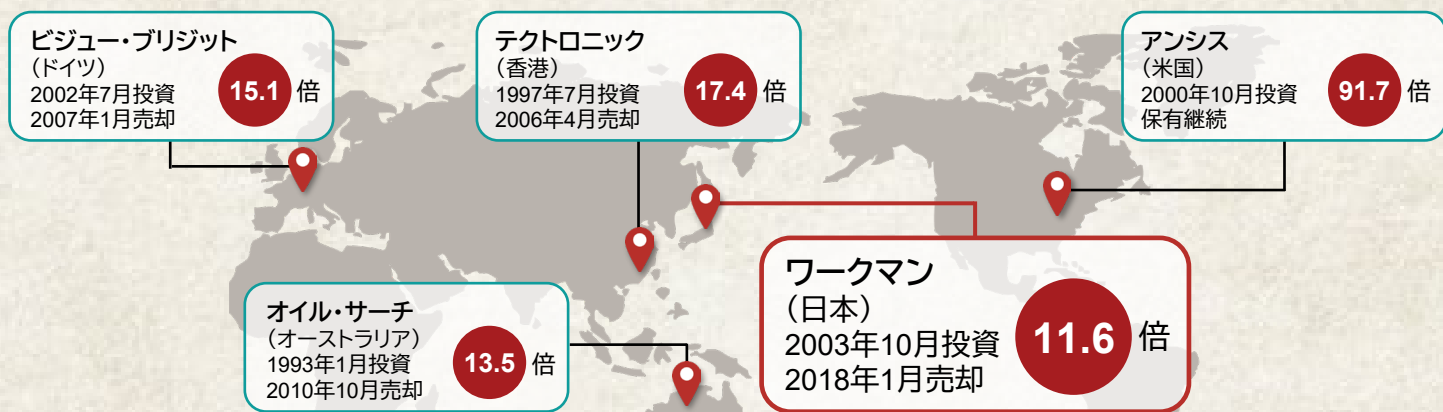 ビジュー・ブリジット
（ドイツ）
2002年7月投資
2007年1月売却
15.1 倍
テクトロニック
（香港）
1997年7月投資
2006年4月売却
17.4 倍
アンシス
（米国）
2000年10月投資
保有継続
91.7 倍
オイル・サーチ
（オーストラリア）
1993年1月投資
2010年10月売却
13.5 倍
ワークマン
（日本）
2003年10月投資
2018年1月売却
11.6 倍